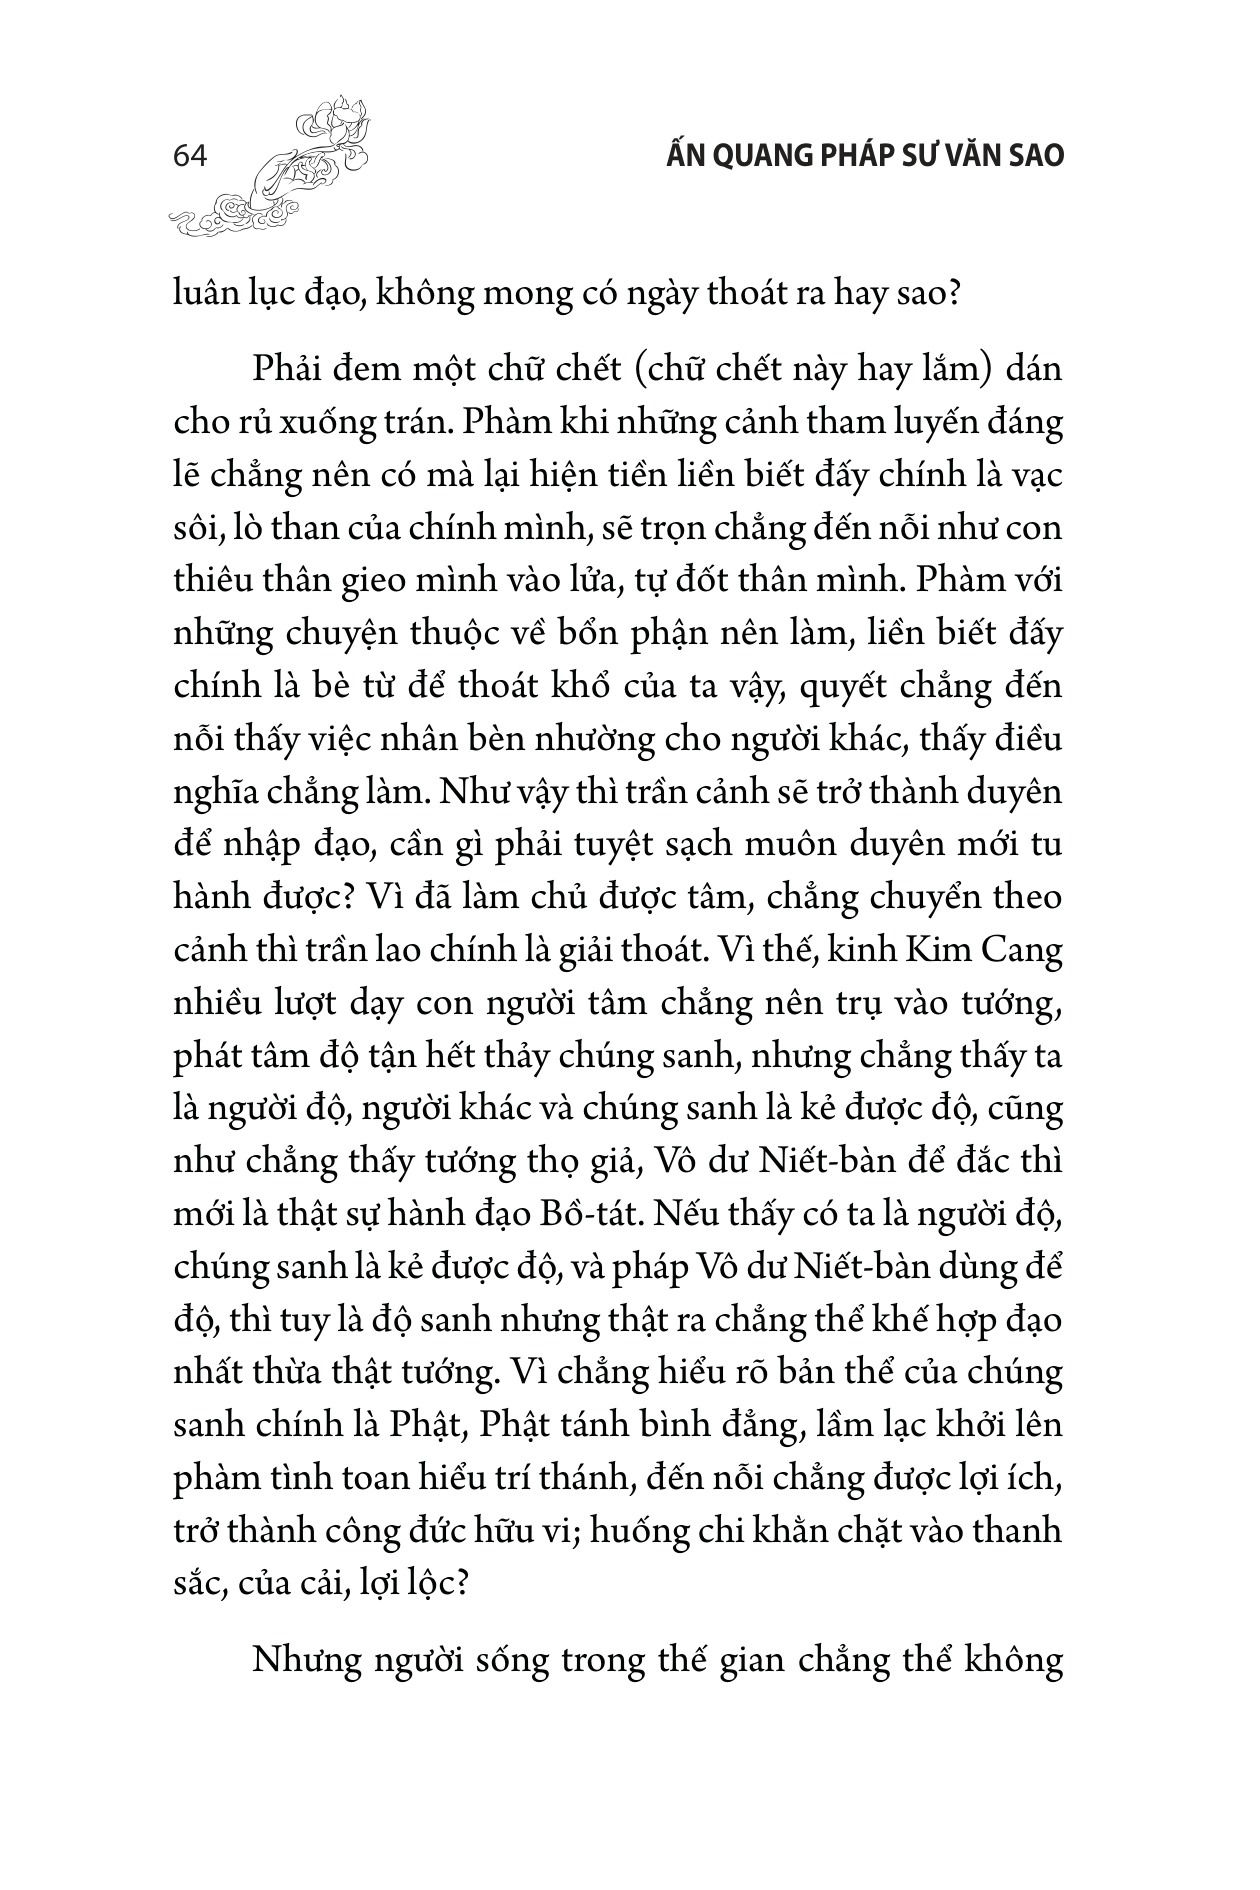 64
ẤN QUANG PHÁP SƯ VĂN SAO
luân lục đạo, không mong có ngày thoát ra hay sao?
Phải đem một chữ chết (chữ chết này hay lắm) dán
cho rủ xuống trán. Phàm khi những cảnh tham luyến đáng
lẽ chẳng nên có mà lại hiện tiền liền biết đấy chính là vạc
sôi, lò than của chính mình, sẽ trọn chẳng đến nỗi như con
thiêu thân gieo mình vào lửa, tự đốt thân mình. Phàm với
những chuyện thuộc về bổn phận nên làm, liền biết đấy
chính là bè từ để thoát khổ của ta vậy, quyết chẳng đến
nỗi thấy việc nhân bèn nhường cho người khác, thấy điều
nghĩa chẳng làm. Như vậy thì trần cảnh sẽ trở thành duyên
để nhập đạo, cần gì phải tuyệt sạch muôn duyên mới tu
hành được? Vì đã làm chủ được tâm, chẳng chuyển theo
cảnh thì trần lao chính là giải thoát. Vì thế, kinh Kim Cang
nhiều lượt dạy con người tâm chẳng nên trụ vào tướng,
phát tâm độ tận hết thảy chúng sanh, nhưng chẳng thấy ta
là người độ, người khác và chúng sanh là kẻ được độ, cũng
như chẳng thấy tướng thọ giả, Vô dư Niết-bàn để đắc thì
mới là thật sự hành đạo Bồ-tát. Nếu thấy có ta là người độ,
chúng sanh là kẻ được độ, và pháp Vô dư Niết-bàn dùng để
độ, thì tuy là độ sanh nhưng thật ra chẳng thể khế hợp đạo
nhất thừa thật tướng. Vì chẳng hiểu rõ bản thể của chúng
sanh chính là Phật, Phật tánh bình đẳng, lầm lạc khởi lên
phàm tình toan hiểu trí thánh, đến nỗi chẳng được lợi ích,
trở thành công đức hữu vi; huống chi khằn chặt vào thanh
sắc, của cải, lợi lộc?
Nhưng người sống trong thế gian chẳng thể không